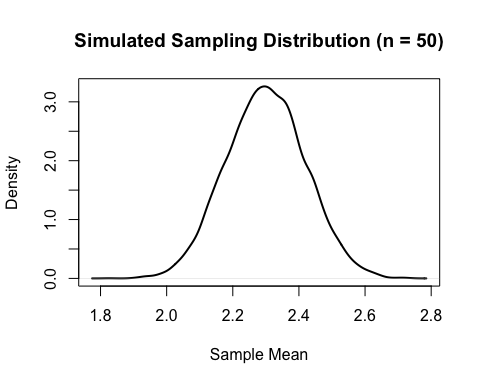 Simulated Sampling Distribution (n = 50)
3.0
2.0
1.0
0.0
Density
1.8 2.0 2.2 2.4 2.6 2.8
Sample Mean